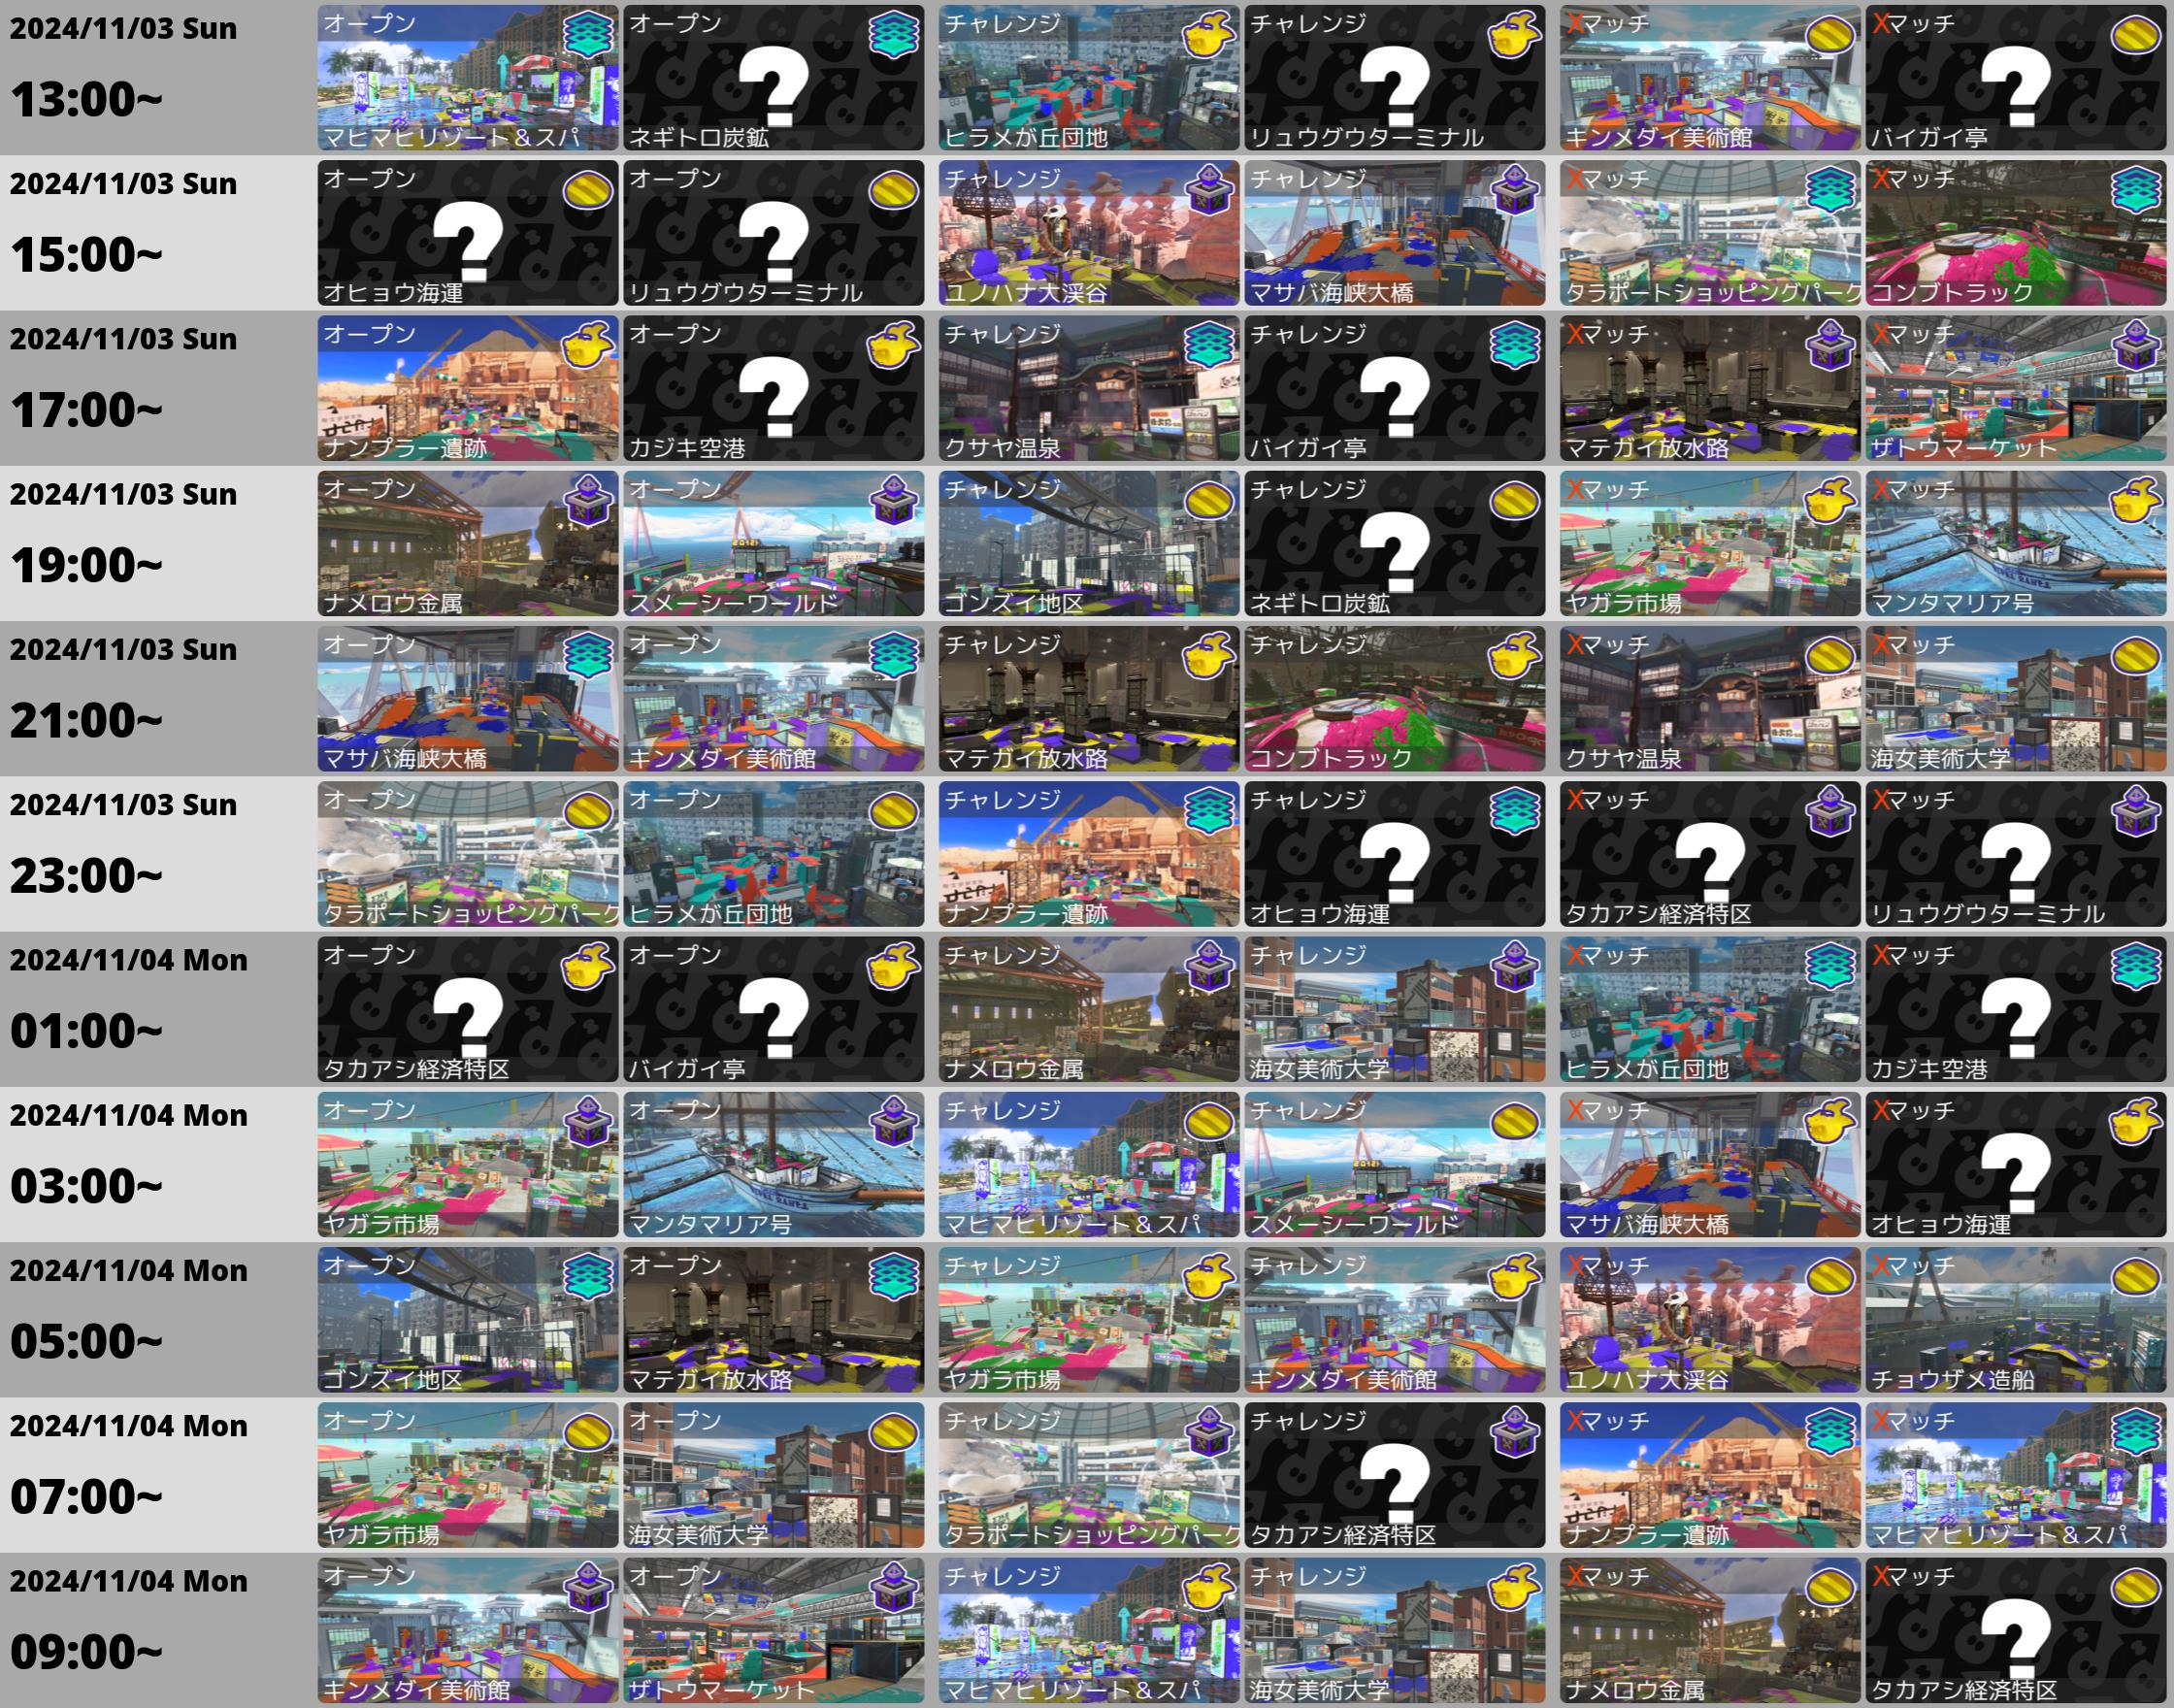 2024/11/03 Sun
13:00~
オープン
マヒマヒリゾート＆スパ
オープン
ネギトロ炭鉱
チャレンジ
ヒラメが丘団地
チャレンジ
リュウグウターミナル
Xマッチ
キンメダイ美術館
Xマッチ
バイガイ亭
2024/11/03 Sun
15:00~
オープン
オヒョウ海運
オープン
リュウグウターミナル
チャレンジ
ユノハナ大渓谷
チャレンジ
マサバ海峡大橋
Xマッチ
タラポートショッピングパーク
Xマッチ
コンブトラック
2024/11/03 Sun
17:00~
オープン
ナンプラー遺跡
オープン
カジキ空港
チャレンジ
クサヤ温泉
チャレンジ
バイガイ亭
Xマッチ
マテガイ放水路
Xマッチ
ザトウマーケット
2024/11/03 Sun
19:00~
オープン
ナメロウ金属
オープン
スメーシーワールド
チャレンジ
ゴンズイ地区
チャレンジ
ネギトロ炭鉱
Xマッチ
ヤガラ市場
Xマッチ
マンタマリア号
2024/11/03 Sun
21:00~
オープン
マサバ海峡大橋
オープン
キンメダイ美術館
チャレンジ
マテガイ放水路
チャレンジ
コンブトラック
Xマッチ
クサヤ温泉
Xマッチ
海女美術大学
2024/11/03 Sun
23:00~
オープン
タラポートショッピングパーク
オープン
ヒラメが丘団地
チャレンジ
ナンプラー遺跡
チャレンジ
オヒョウ海運
Xマッチ
タカアシ経済特区
Xマッチ
リュウグウターミナル
2024/11/04 Mon
01:00~
オープン
タカアシ経済特区
オープン
バイガイ亭
チャレンジ
ナメロウ金属
チャレンジ
海女美術大学
Xマッチ
ヒラメが丘団地
Xマッチ
カジキ空港
2024/11/04 Mon
03:00~
オープン
ヤガラ市場
オープン
マンタマリア号
チャレンジ
マヒマヒリゾート＆スパ
チャレンジ
スメーシーワールド
Xマッチ
マサバ海峡大橋
Xマッチ
オヒョウ海運
2024/11/04 Mon
05:00~
オープン
ゴンズイ地区
オープン
マテガイ放水路
チャレンジ
ヤガラ市場
チャレンジ
キンメダイ美術館
Xマッチ
ユノハナ大渓谷
Xマッチ
チョウザメ造船
2024/11/04 Mon
07:00~
オープン
ヤガラ市場
オープン
海女美術大学
チャレンジ
タラポートショッピングパーク
チャレンジ
タカアシ経済特区
Xマッチ
ナンプラー遺跡
Xマッチ
マヒマヒリゾート＆スパ
2024/11/04 Mon
09:00~
オープン
キンメダイ美術館
オープン
ザトウマーケット
チャレンジ
マヒマヒリゾート＆スパ
チャレンジ
海女美術大学
Xマッチ
ナメロウ金属
Xマッチ
タカアシ経済特区